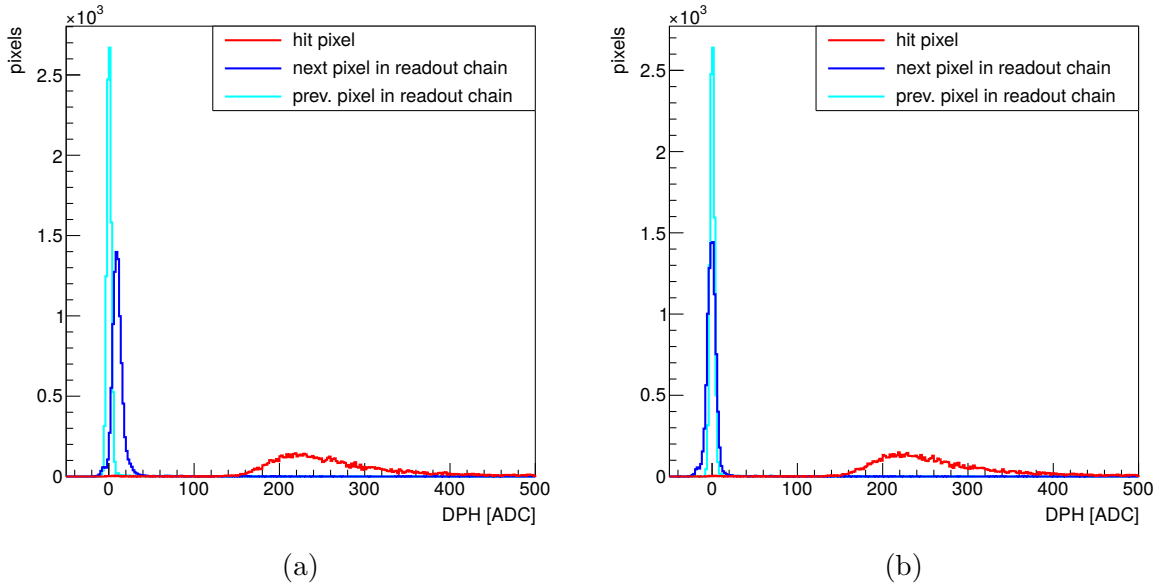 ×10³
pixels
hit pixel
next pixel in readout chain
prev. pixel in readout chain
2.5
2
1.5
1
0.5
0
0 100 200 300 400 500
DPH [ADC]
(a)
×10³
pixels
hit pixel
next pixel in readout chain
prev. pixel in readout chain
2.5
2
1.5
1
0.5
0
0 100 200 300 400 500
DPH [ADC]
(b)